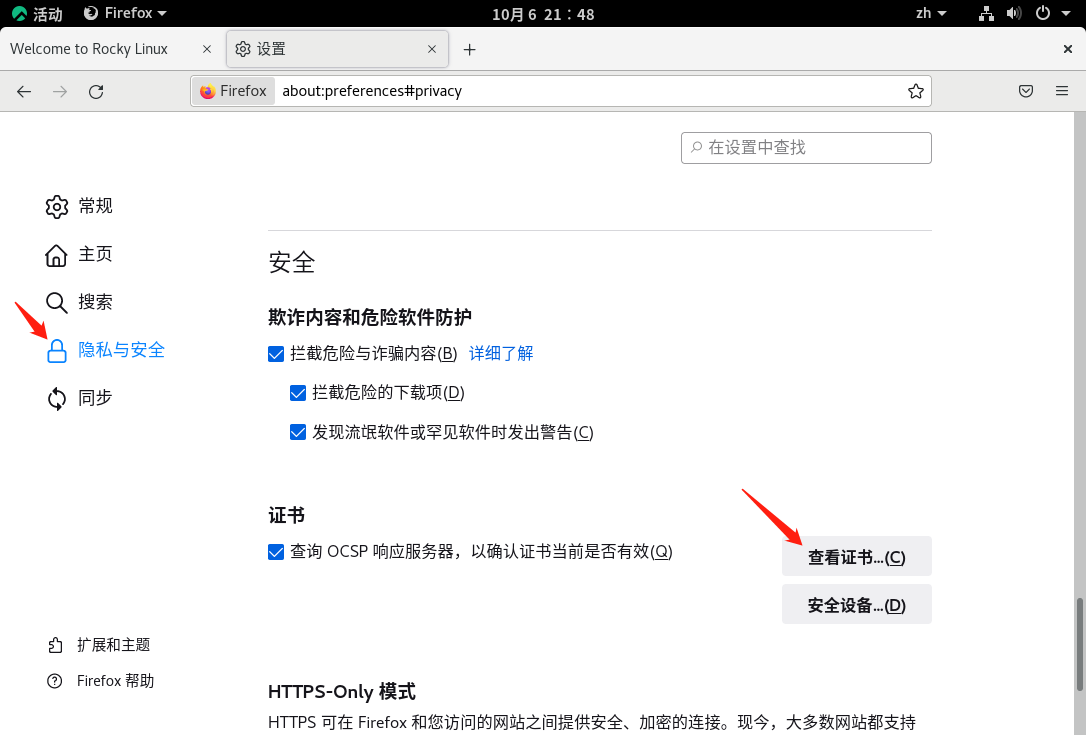 活动 Firefox 10月 6 21：48 zh
Welcome to Rocky Linux 设置
Firefox about:preferences#privacy
在设置中查找
常规
主页
搜索
隐私与安全
同步
扩展和主题
Firefox 帮助
安全
欺诈内容和危险软件防护
拦截危险与诈骗内容(B) 详细了解
拦截危险的下载项(D)
发现流氓软件或罕见软件时发出警告(C)
证书
查询 OCSP 响应服务器，以确认证书当前是否有效(Q)
查看证书...(C)
安全设备...(D)
HTTPS-Only 模式
HTTPS 可在 Firefox 和您访问的网站之间提供安全、加密的连接。现今，大多数网站都支持